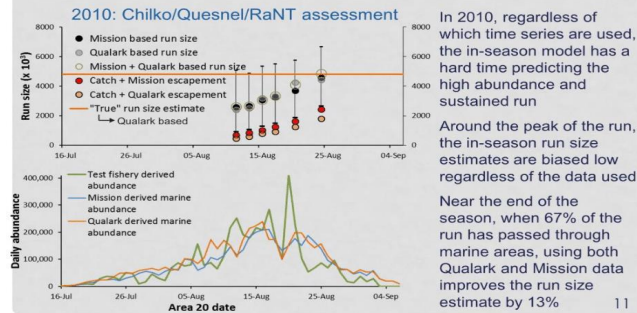 2010: Chilko/Quesnel/RaNT assessment
8000
6000
4000
2000
0
Run size (x 10³)
Mission based run size
Qualark based run size
Mission + Qualark based run size
Catch + Mission escapement
Catch + Qualark escapement
"True" run size estimate
Qualark based
8000
6000
4000
2000
0
16-Jul
26-Jul
05-Aug
15-Aug
25-Aug
04-Sep
400,000
300,000
200,000
100,000
0
Daily abundance
Test fishery derived
abundance
Mission derived marine
abundance
Qualark derived marine
abundance
16-Jul
26-Jul
05-Aug
15-Aug
25-Aug
04-Sep
Area 20 date
In 2010, regardless of
which time series are used,
the in-season model has a
hard time predicting the
high abundance and
sustained run
Around the peak of the run,
the in-season run size
estimates are biased low
regardless of the data used
Near the end of the
season, when 67% of the
run has passed through
marine areas, using both
Qualark and Mission data
improves the run size
estimate by 13%
11